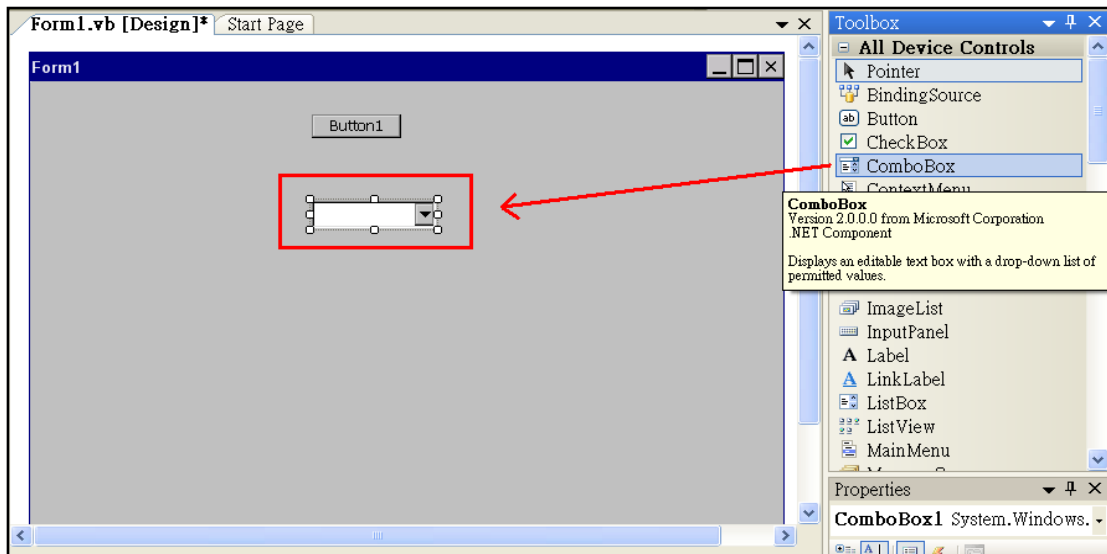 Form1.vb [Design]* Start Page
Form1
Button1
Toolbox
All Device Controls
Pointer
BindingSource
ab Button
CheckBox
ComboBox
ContextMenu
ComboBox
Version 2.0.0.0 from Microsoft Corporation
.NET Component
Displays an editable text box with a drop-down list of
permitted values.
ImageList
InputPanel
A Label
A LinkLabel
ListBox
ListView
MainMenu
Properties
ComboBox1 System.Windows.